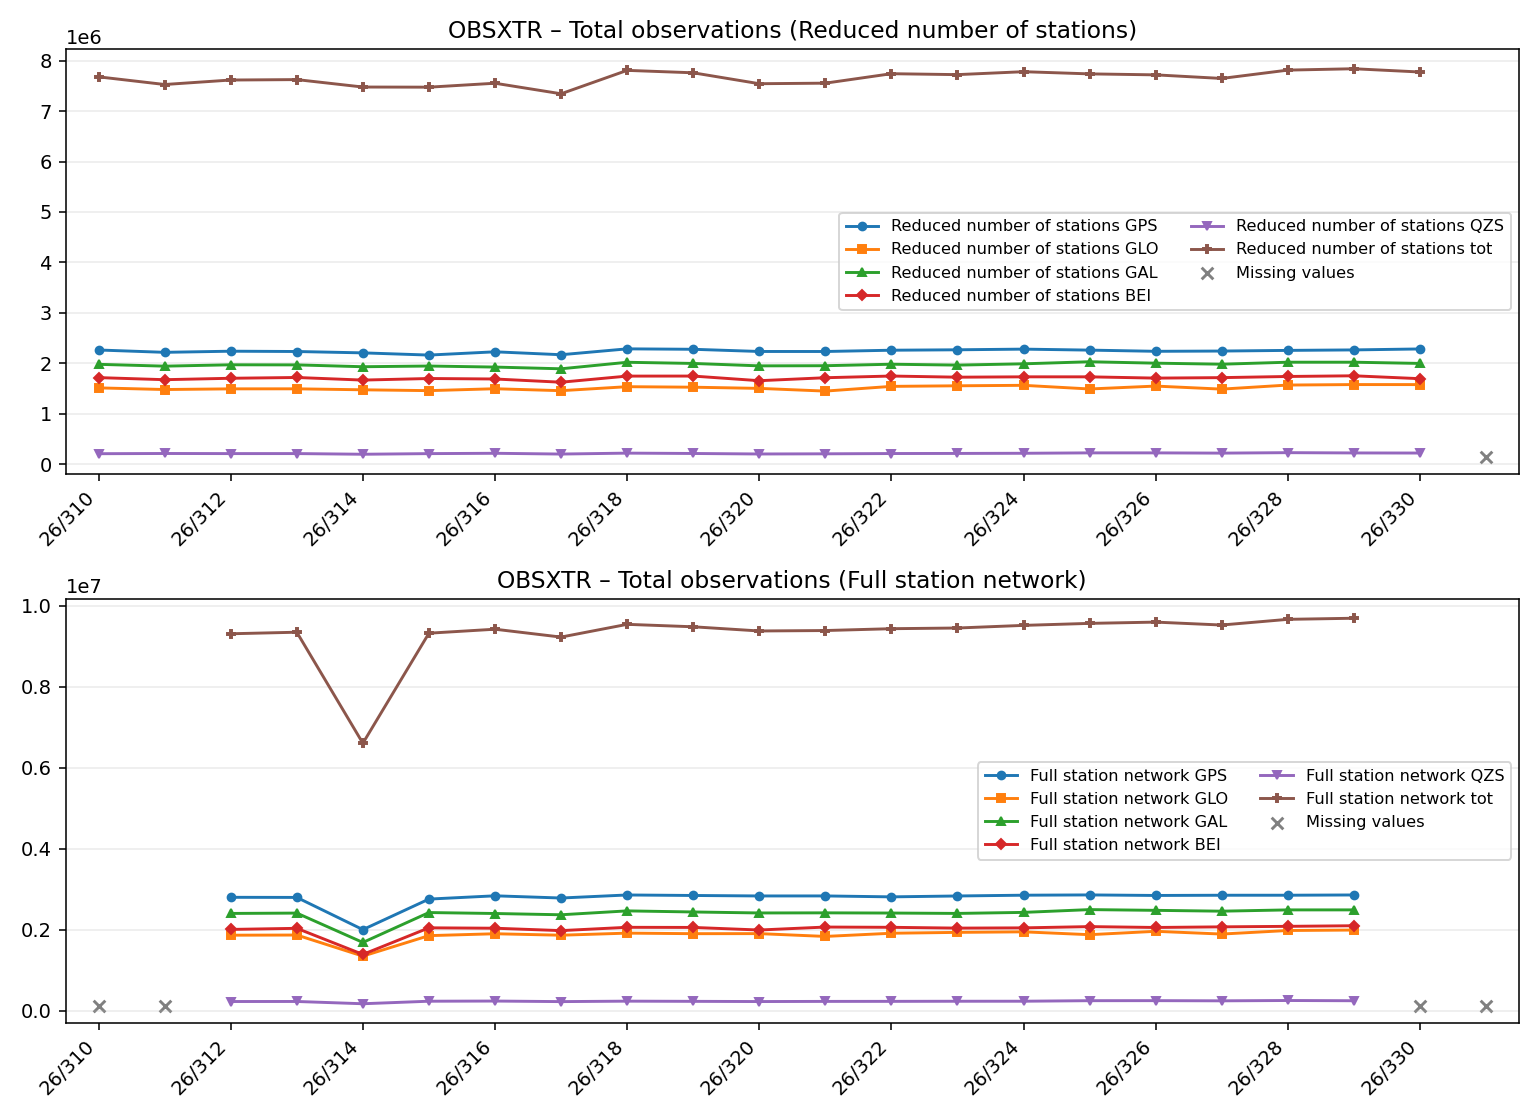 OBSXTR – Total observations (Reduced number of stations)
1e6
8
7
6
5
4
3
2
1
0
Reduced number of stations GPS
Reduced number of stations GLO
Reduced number of stations GAL
Reduced number of stations BEI
Reduced number of stations QZS
Reduced number of stations tot
Missing values
26/310
26/312
26/314
26/316
26/318
26/320
26/322
26/324
26/326
26/328
26/330
OBSXTR – Total observations (Full station network)
1e7
1.0
0.8
0.6
0.4
0.2
0.0
Full station network GPS
Full station network GLO
Full station network GAL
Full station network BEI
Full station network QZS
Full station network tot
Missing values
26/310
26/312
26/314
26/316
26/318
26/320
26/322
26/324
26/326
26/328
26/330